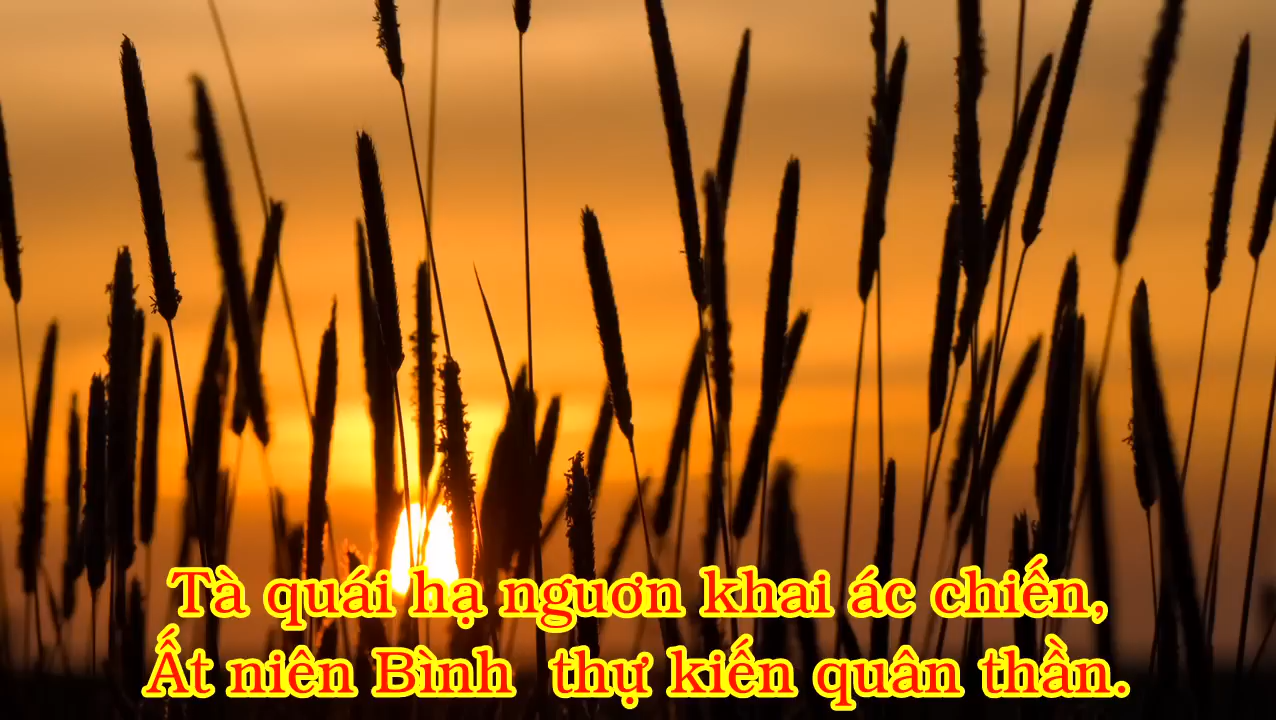 Tà quái hạ nguơn khai ác chiến,
Ất niên Bình  thự kiến quân thần.